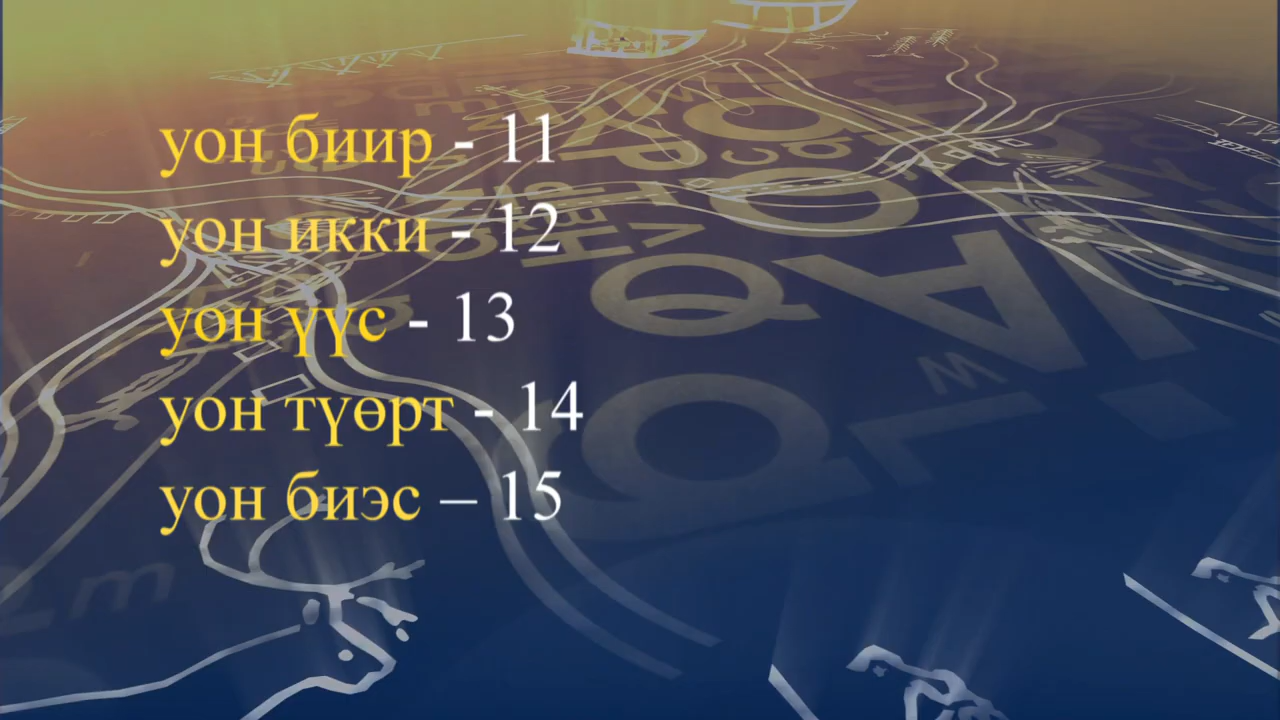 уон биир - 11
уон икки - 12
уон үүс - 13
уон түөрт - 14
уон биэс – 15